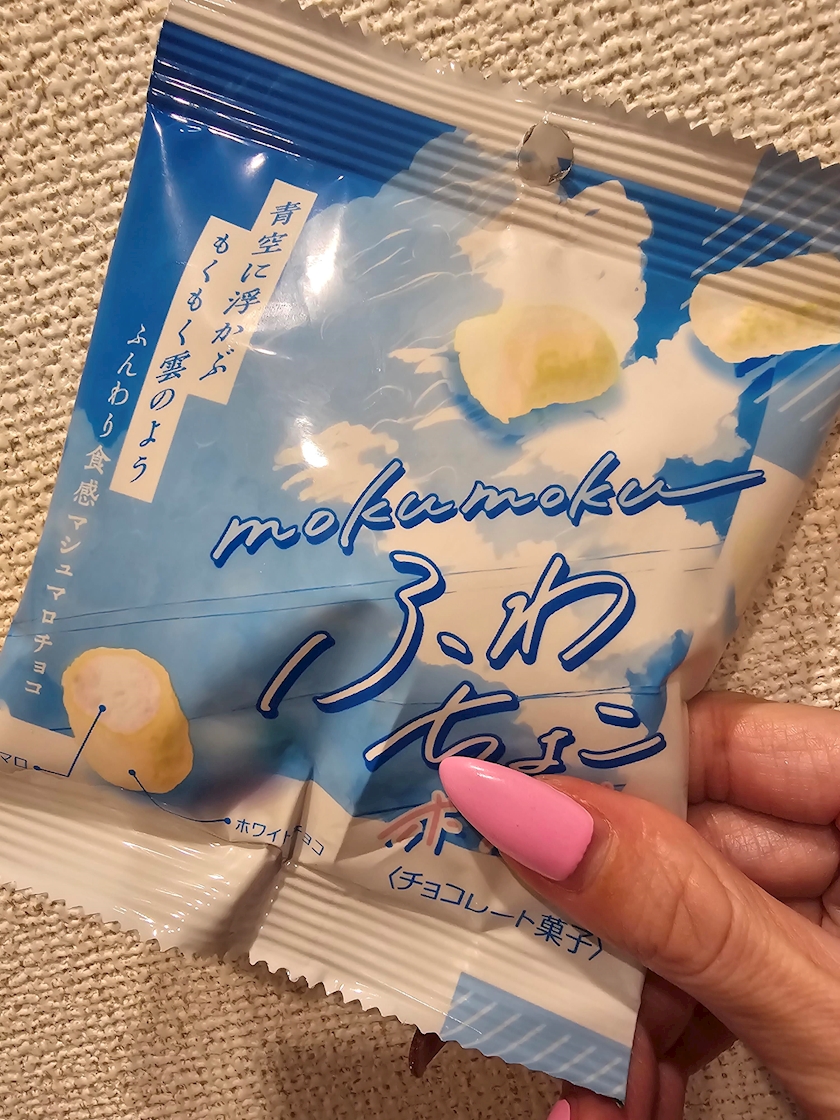 青空に浮かぶ
もくもく雲のよう
ふんわり食感マシュマロチョコ
mokumoku
ふわ
ちょこ
ホワイトチョコ
〈チョコレート菓子〉